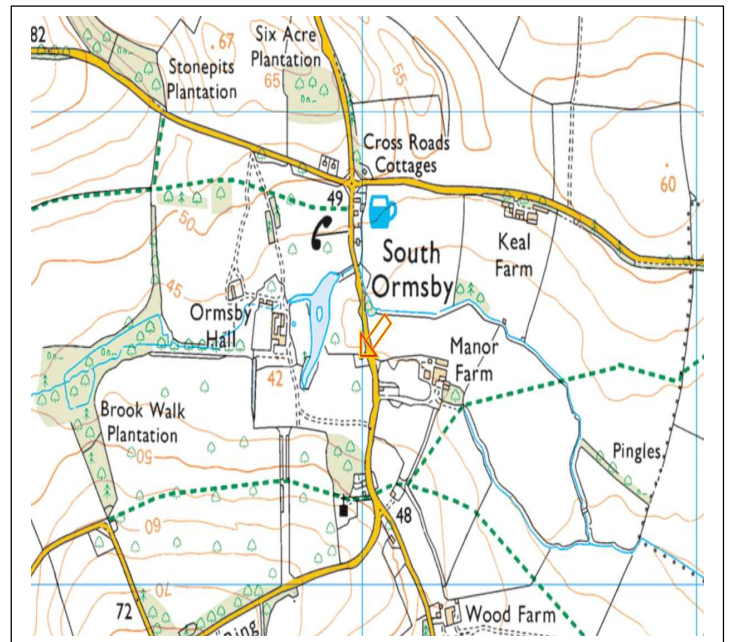 82
67
Six Acre
Plantation
Stonepits
Plantation
65
55
Cross Roads
Cottages
49
60
50
South
Ormsby
Keal
Farm
45
Ormsby
Hall
Manor
Farm
42
Brook Walk
Plantation
50
Pingles
60
48
70
72
Wood Farm